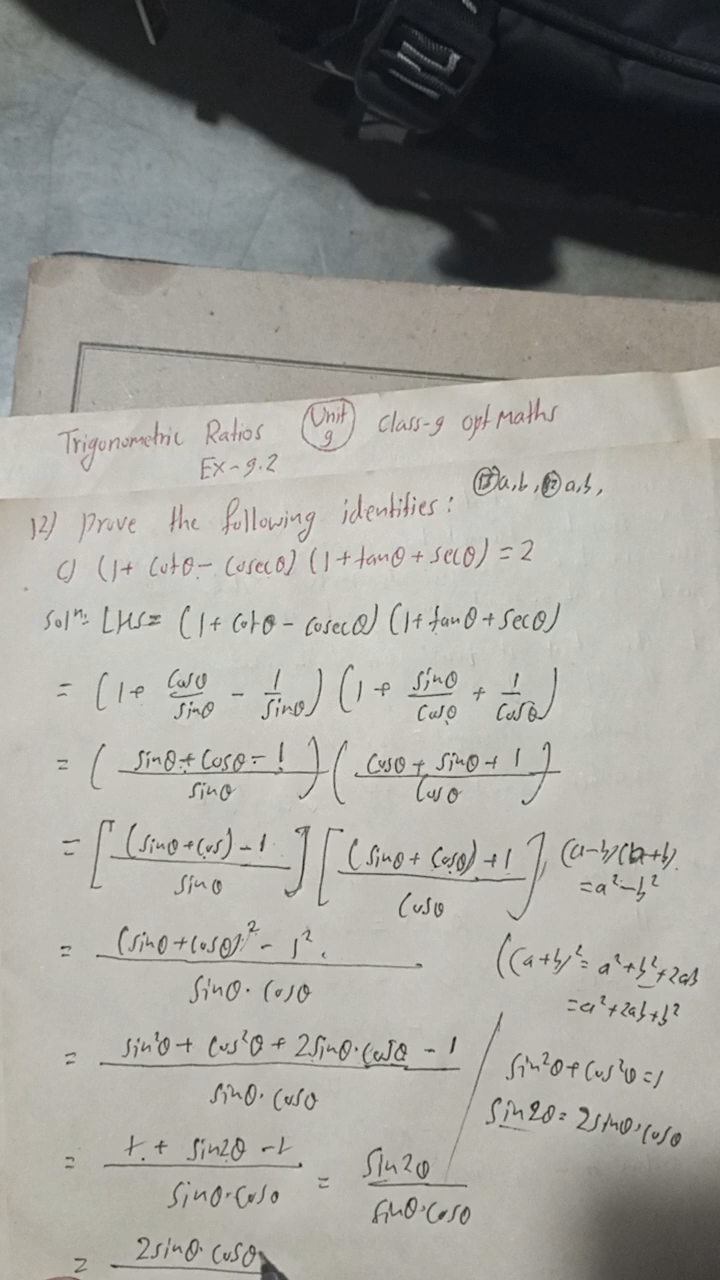 Trigonometric Ratios Unit 9 Class-9 Opt Maths
Ex-9.2
a,b, a,b,
12) Prove the following identities:
c) (1 + cotθ - cosecθ) (1 + tanθ + secθ) = 2
Solⁿ: LHS = (1 + cotθ - cosecθ) (1 + tanθ + secθ)
= (1 + cosθ/sinθ - 1/sinθ) (1 + sinθ/cosθ + 1/cosθ)
= (sinθ + cosθ - 1 / sinθ) (cosθ + sinθ + 1 / cosθ)
= [(sinθ + cos) - 1 / sinθ] [(sinθ + cosθ) + 1 / cosθ], (a-b)(a+b)
= a² - b²
= (sinθ + cosθ)² - 1² / sinθ . cosθ
((a+b)² = a² + b² + 2ab
= a² + 2ab + b²
= sin²θ + cos²θ + 2sinθ.cosθ - 1 / sinθ . cosθ
sin²θ + cos²θ = 1
sin2θ = 2sinθ.cosθ
= 1 + sin2θ - 1 / sinθ.cosθ = sin2θ / sinθ.cosθ
= 2sinθ.cosθ